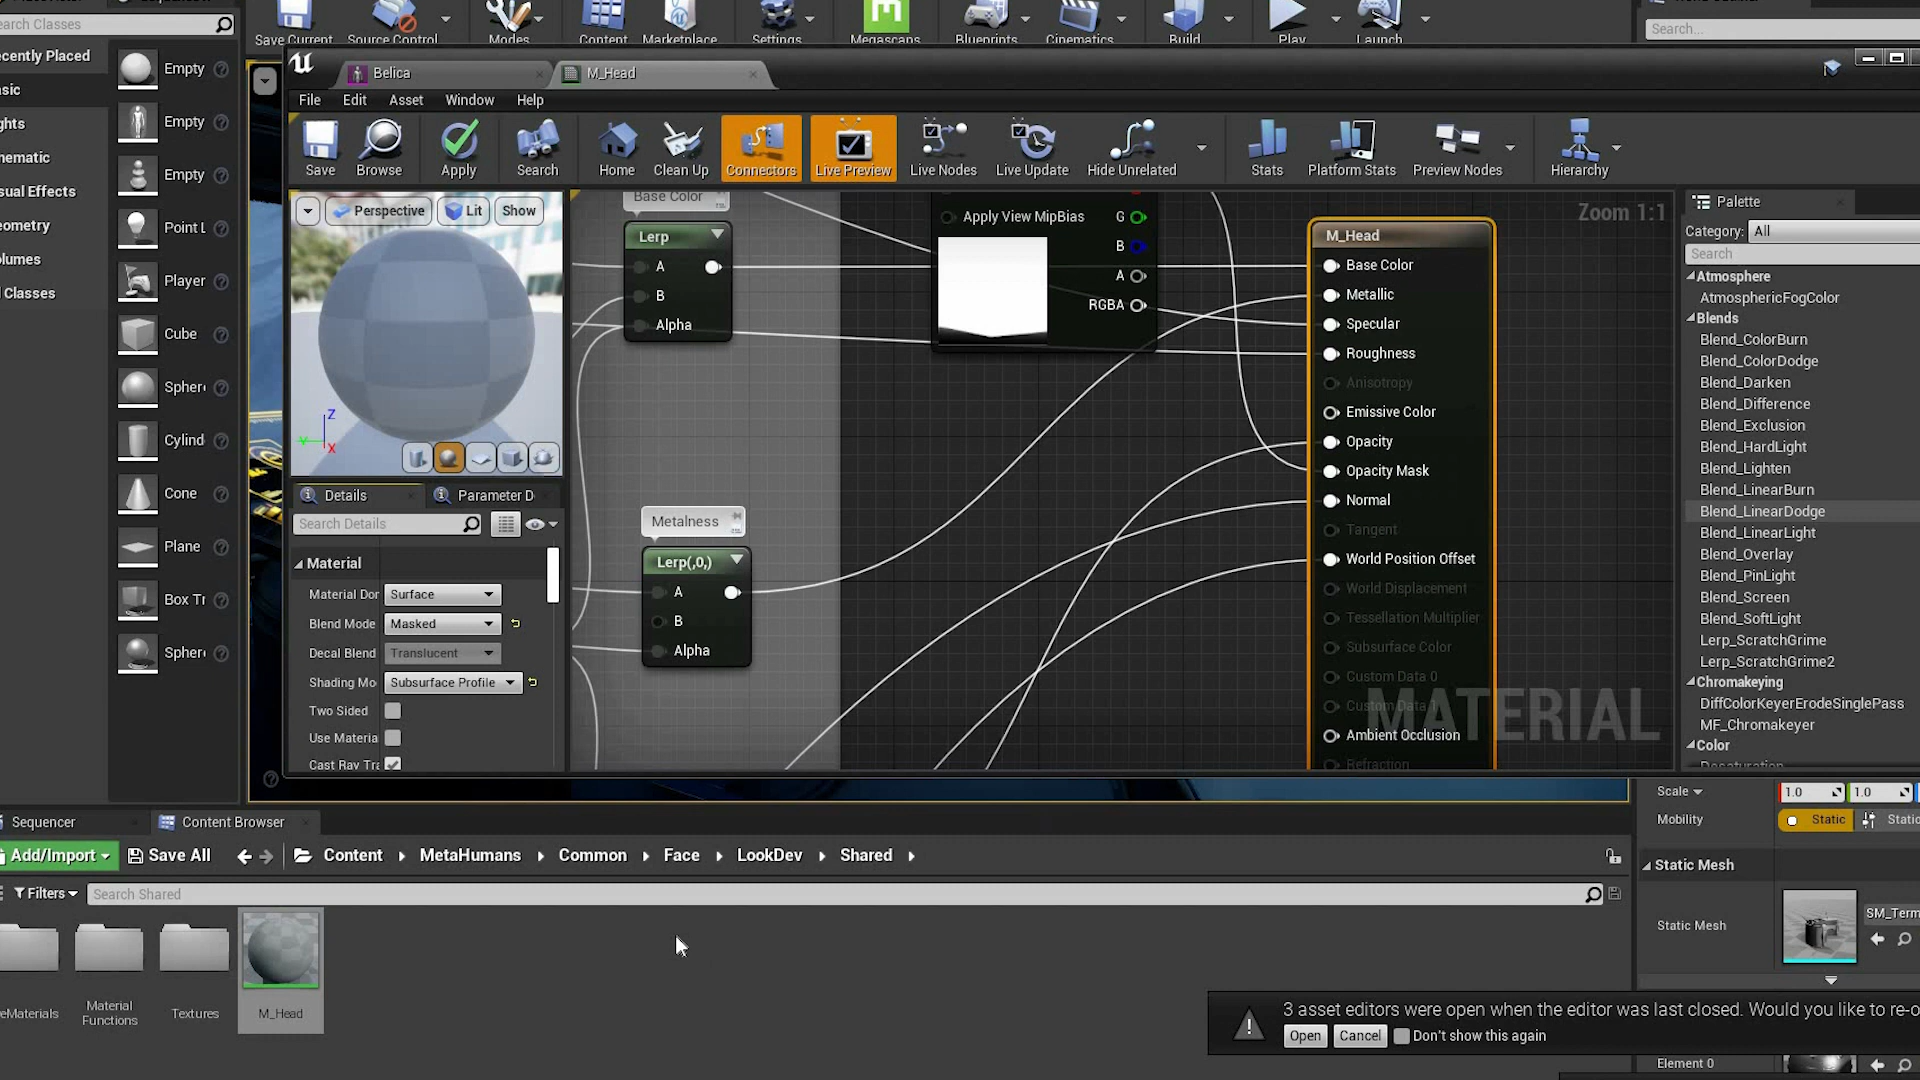 earch Classes
Save Current
Source Control
Modes
Content
Marketplace
Settings
Megascans
Blueprints
Cinematics
Build
Play
Launch
Search...
ecently Placed
asic
ghts
nematic
sual Effects
eometry
olumes
l Classes
Empty
Empty
Empty
Point L
Player
Cube
Spher
Cylind
Cone
Plane
Box Tr
Spher
Belica
M_Head
File
Edit
Asset
Window
Help
Save
Browse
Apply
Search
Home
Clean Up
Connectors
Live Preview
Live Nodes
Live Update
Hide Unrelated
Stats
Platform Stats
Preview Nodes
Hierarchy
Perspective
Lit
Show
Z
Y
X
Details
Parameter D
Search Details
Material
Material Don
Surface
Blend Mode
Masked
Decal Blend
Translucent
Shading Mo
Subsurface Profile
Two Sided
Use Materia
Cast Ray Tra
Base Color
Lerp
A
B
Alpha
Metalness
Lerp(,0,)
A
B
Alpha
Apply View MipBias
G
B
A
RGBA
Zoom 1:1
M_Head
Base Color
Metallic
Specular
Roughness
Anisotropy
Emissive Color
Opacity
Opacity Mask
Normal
Tangent
World Position Offset
World Displacement
Tessellation Multiplier
Subsurface Color
Custom Data 0
Custom Data 1
Ambient Occlusion
Refraction
MATERIAL
Palette
Category:
All
Search
Atmosphere
AtmosphericFogColor
Blends
Blend_ColorBurn
Blend_ColorDodge
Blend_Darken
Blend_Difference
Blend_Exclusion
Blend_HardLight
Blend_Lighten
Blend_LinearBurn
Blend_LinearDodge
Blend_LinearLight
Blend_Overlay
Blend_PinLight
Blend_Screen
Blend_SoftLight
Lerp_ScratchGrime
Lerp_ScratchGrime2
Chromakeying
DiffColorKeyerErodeSinglePass
MF_Chromakeyer
Color
Desaturation
Sequencer
Content Browser
Add/Import
Save All
Content
MetaHumans
Common
Face
LookDev
Shared
Filters
Search Shared
eMaterials
Material
Functions
Textures
M_Head
Scale
1.0
1.0
Mobility
Static
Static
Static Mesh
Static Mesh
SM_Term
3 asset editors were open when the editor was last closed. Would you like to re-o
Open
Cancel
Don't show this again
Element 0